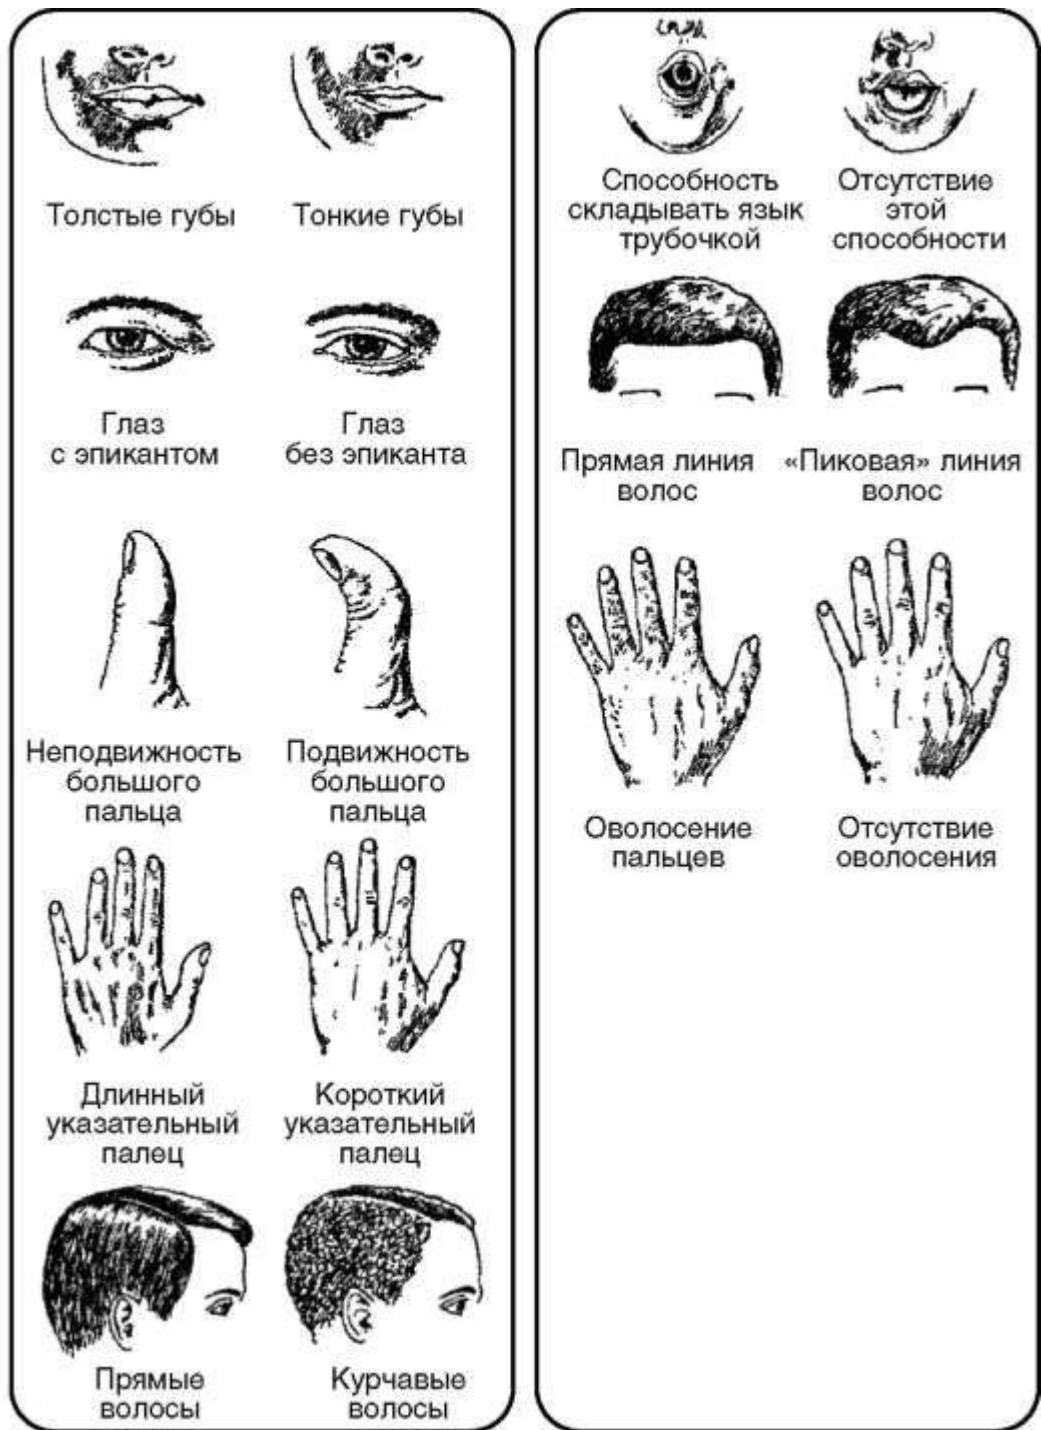 Толстые губы
Тонкие губы
Глаз
с эпикантом
Глаз
без эпиканта
Неподвижность
большого
пальца
Подвижность
большого
пальца
Длинный
указательный
палец
Короткий
указательный
палец
Прямые
волосы
Курчавые
волосы
Способность
складывать язык
трубочкой
Отсутствие
этой
способности
Прямая линия
волос
«Пиковая» линия
волос
Оволосение
пальцев
Отсутствие
оволосения